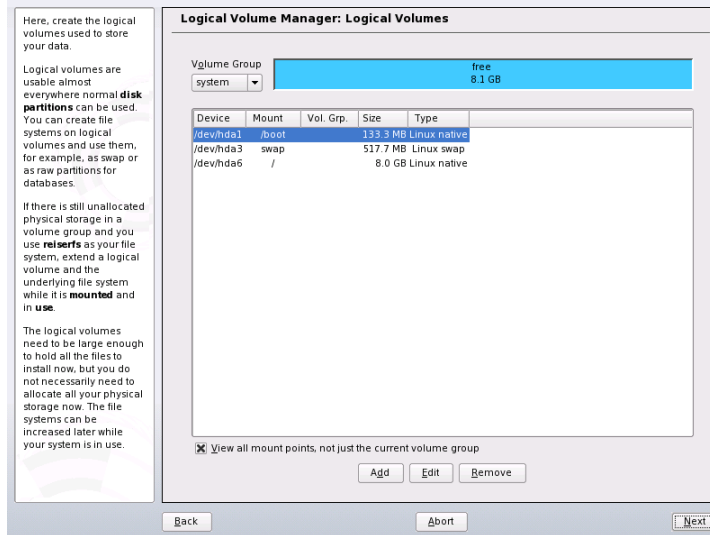 Here, create the logical
volumes used to store
your data.
Logical volumes are
usable almost
everywhere normal disk
partitions can be used.
You can create file
systems on logical
volumes and use them,
for example, as swap or
as raw partitions for
databases.
If there is still unallocated
physical storage in a
volume group and you
use reiserfs as your file
system, extend a logical
volume and the
underlying file system
while it is mounted and
in use.
The logical volumes
need to be large enough
to hold all the files to
install now, but you do
not necessarily need to
allocate all your physical
storage now. The file
systems can be
increased later while
your system is in use.
Logical Volume Manager: Logical Volumes
Volume Group
system
free
8.1 GB
Device Mount Vol. Grp. Size Type
/dev/hda1 /boot 133.3 MB Linux native
/dev/hda3 swap 517.7 MB Linux swap
/dev/hda6 / 8.0 GB Linux native
View all mount points, not just the current volume group
Add Edit Remove
Back Abort Next